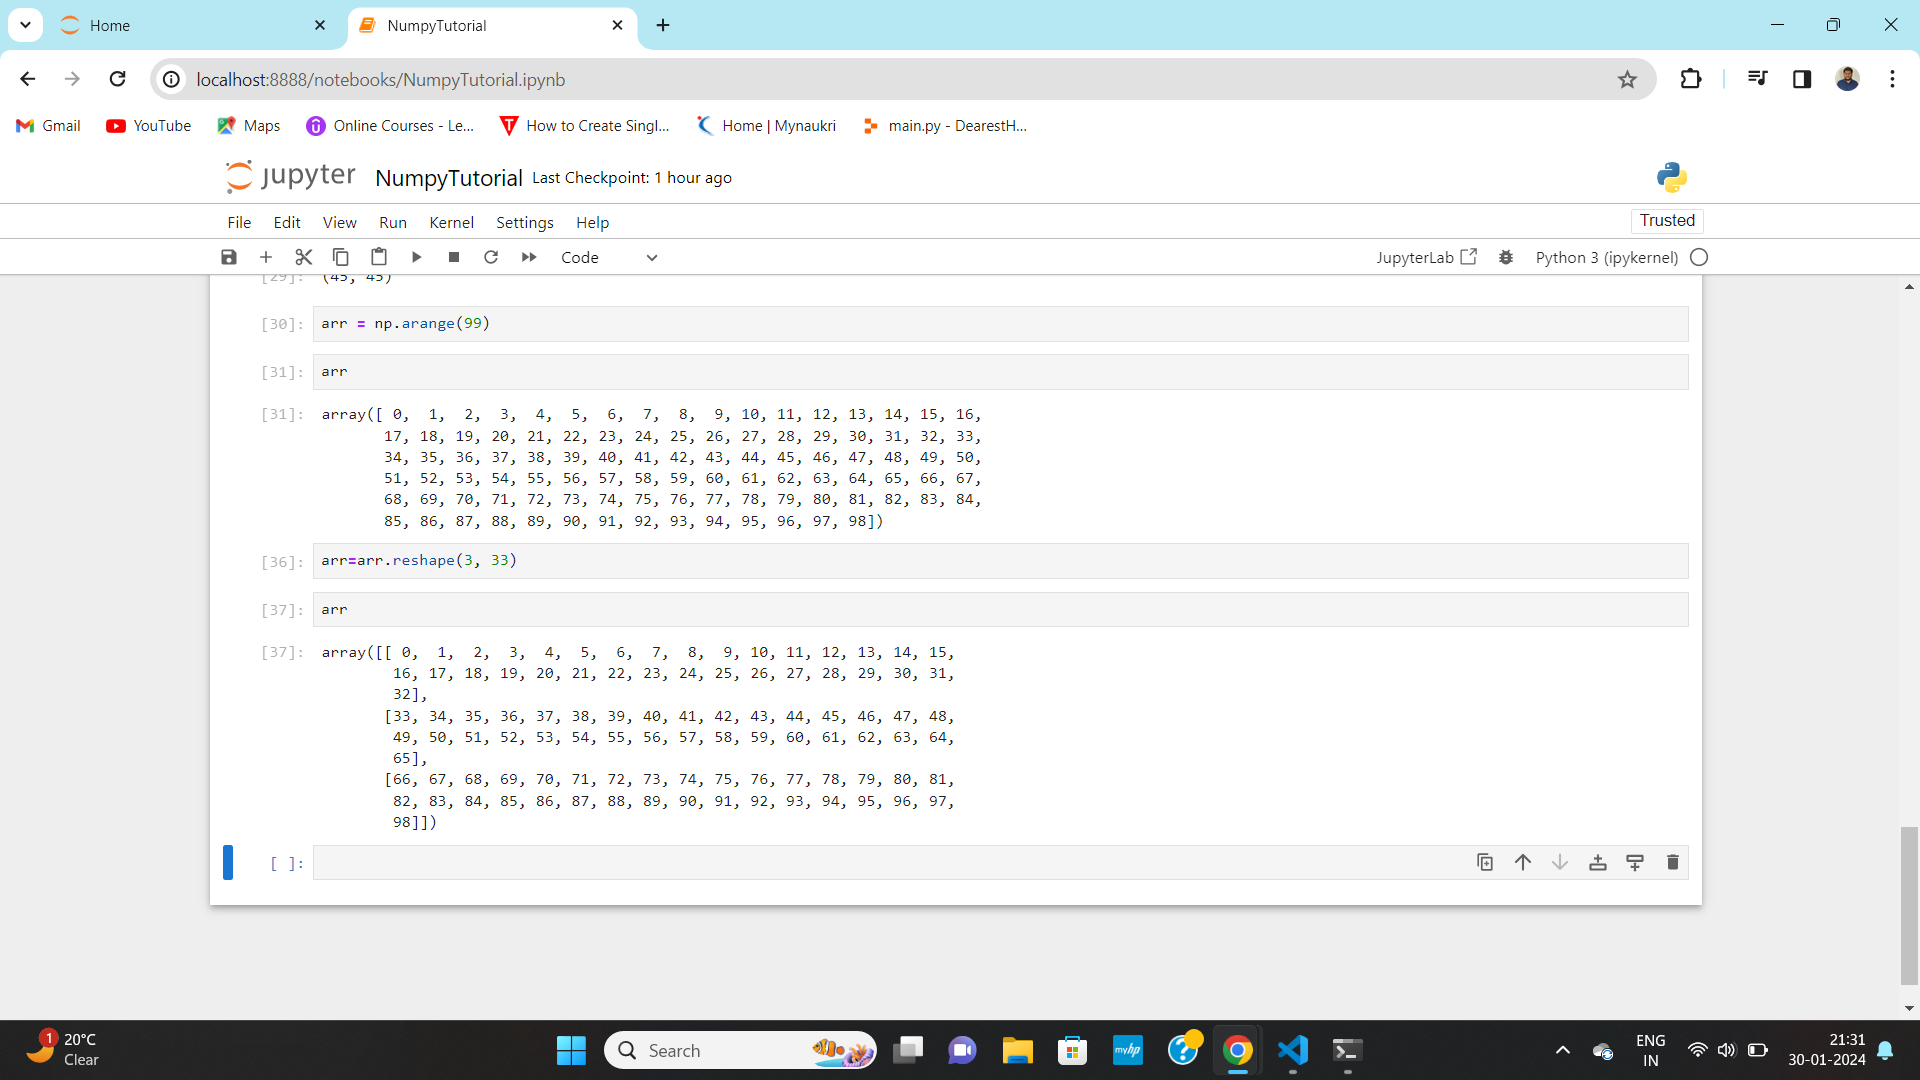 Home
NumpyTutorial
localhost:8888/notebooks/NumpyTutorial.ipynb
Gmail YouTube Maps Online Courses - Le... How to Create Singl... Home | Mynaukri main.py - DearestH...
jupyter NumpyTutorial Last Checkpoint: 1 hour ago
File Edit View Run Kernel Settings Help Trusted
Code JupyterLab Python 3 (ipykernel)
[29]: (45, 45)
[30]: arr = np.arange(99)
[31]: arr
[31]: array([ 0,  1,  2,  3,  4,  5,  6,  7,  8,  9, 10, 11, 12, 13, 14, 15, 16,
17, 18, 19, 20, 21, 22, 23, 24, 25, 26, 27, 28, 29, 30, 31, 32, 33,
34, 35, 36, 37, 38, 39, 40, 41, 42, 43, 44, 45, 46, 47, 48, 49, 50,
51, 52, 53, 54, 55, 56, 57, 58, 59, 60, 61, 62, 63, 64, 65, 66, 67,
68, 69, 70, 71, 72, 73, 74, 75, 76, 77, 78, 79, 80, 81, 82, 83, 84,
85, 86, 87, 88, 89, 90, 91, 92, 93, 94, 95, 96, 97, 98])
[36]: arr=arr.reshape(3, 33)
[37]: arr
[37]: array([[ 0,  1,  2,  3,  4,  5,  6,  7,  8,  9, 10, 11, 12, 13, 14, 15,
16, 17, 18, 19, 20, 21, 22, 23, 24, 25, 26, 27, 28, 29, 30, 31,
32],
[33, 34, 35, 36, 37, 38, 39, 40, 41, 42, 43, 44, 45, 46, 47, 48,
49, 50, 51, 52, 53, 54, 55, 56, 57, 58, 59, 60, 61, 62, 63, 64,
65],
[66, 67, 68, 69, 70, 71, 72, 73, 74, 75, 76, 77, 78, 79, 80, 81,
82, 83, 84, 85, 86, 87, 88, 89, 90, 91, 92, 93, 94, 95, 96, 97,
98]])
[ ]:
1
20°C
Clear
Search
myhp
ENG
IN
21:31
30-01-2024